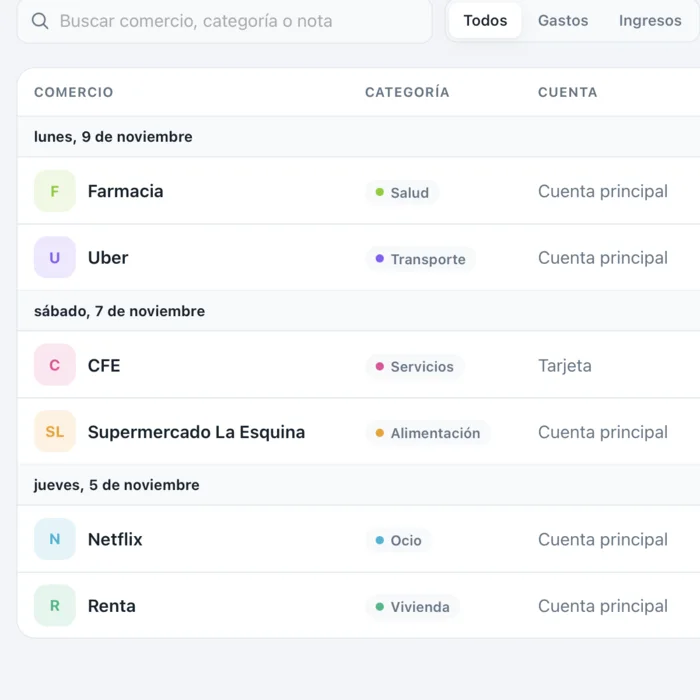 Buscar comercio, categoría o nota
Todos Gastos Ingresos
COMERCIO CATEGORÍA CUENTA
lunes, 9 de noviembre
F Farmacia Salud Cuenta principal
U Uber Transporte Cuenta principal
sábado, 7 de noviembre
C CFE Servicios Tarjeta
SL Supermercado La Esquina Alimentación Cuenta principal
jueves, 5 de noviembre
N Netflix Ocio Cuenta principal
R Renta Vivienda Cuenta principal